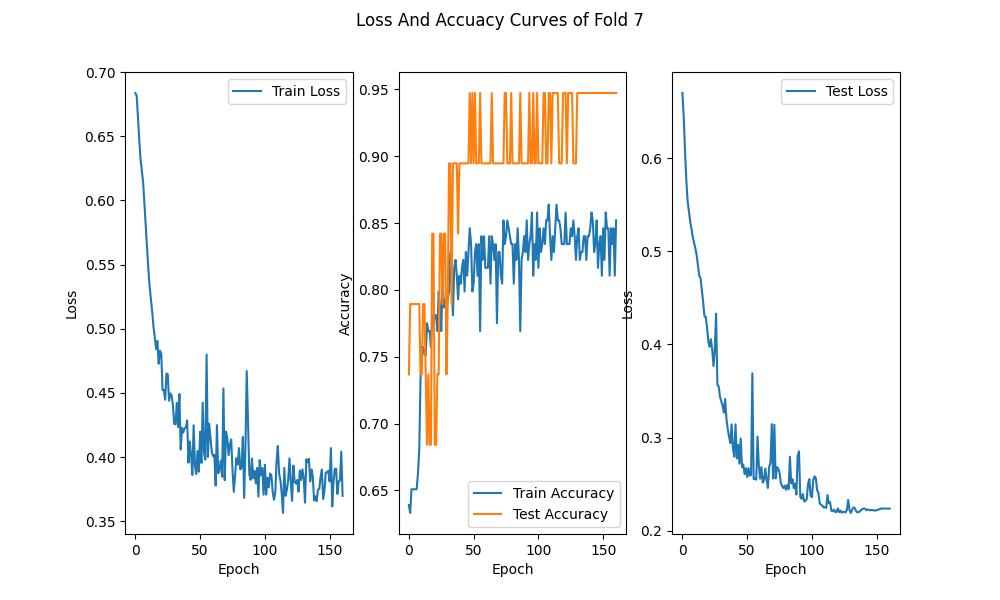 Loss And Accuacy Curves of Fold 7
Train Loss
0.70
0.65
0.60
0.55
0.50
0.45
0.40
0.35
Loss
0
50
100
150
Epoch
0.95
0.90
0.85
0.80
0.75
0.70
0.65
Accuracy
Train Accuracy
Test Accuracy
0
50
100
150
Epoch
Test Loss
0.6
0.5
0.4
0.3
0.2
Loss
0
50
100
150
Epoch